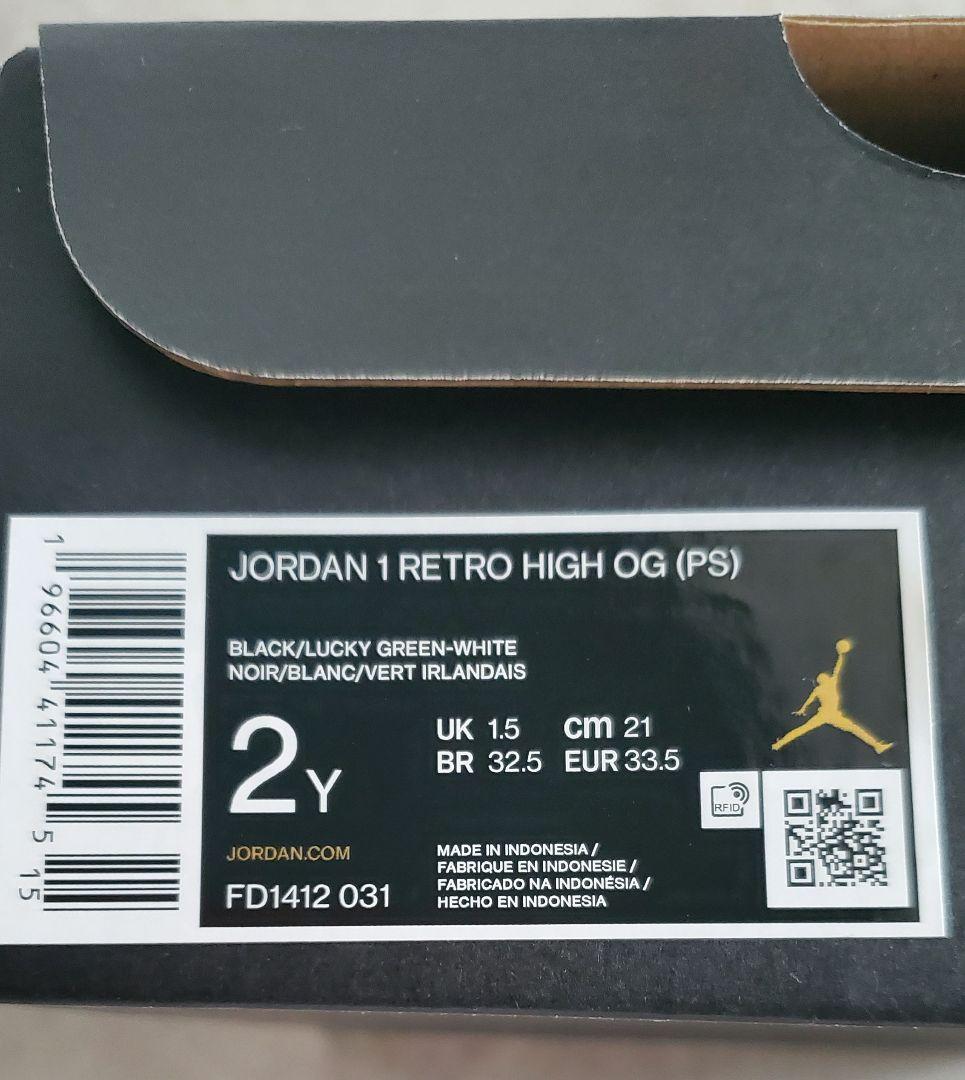 JORDAN 1 RETRO HIGH OG (PS)
BLACK/LUCKY GREEN-WHITE
NOIR/BLANC/VERT IRLANDAIS
2Y
UK 1.5 cm 21
BR 32.5 EUR 33.5
RFID
JORDAN.COM
FD1412 031
MADE IN INDONESIA /
FABRIQUE EN INDONESIE /
FABRICADO NA INDONÉSIA /
HECHO EN INDONESIA
1 96604 41174 5 15